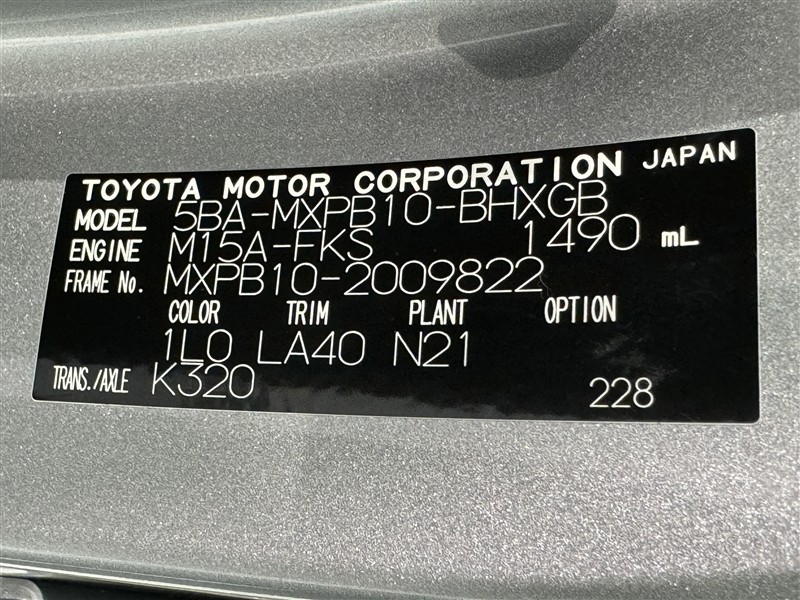 TOYOTA MOTOR CORPORATION JAPAN
MODEL 5BA-MXPB10-BHXGB
ENGINE M15A-FKS 1490 mL
FRAME No. MXPB10-2009822
COLOR TRIM PLANT OPTION
1L0 LA40 N21
TRANS./AXLE K320 228